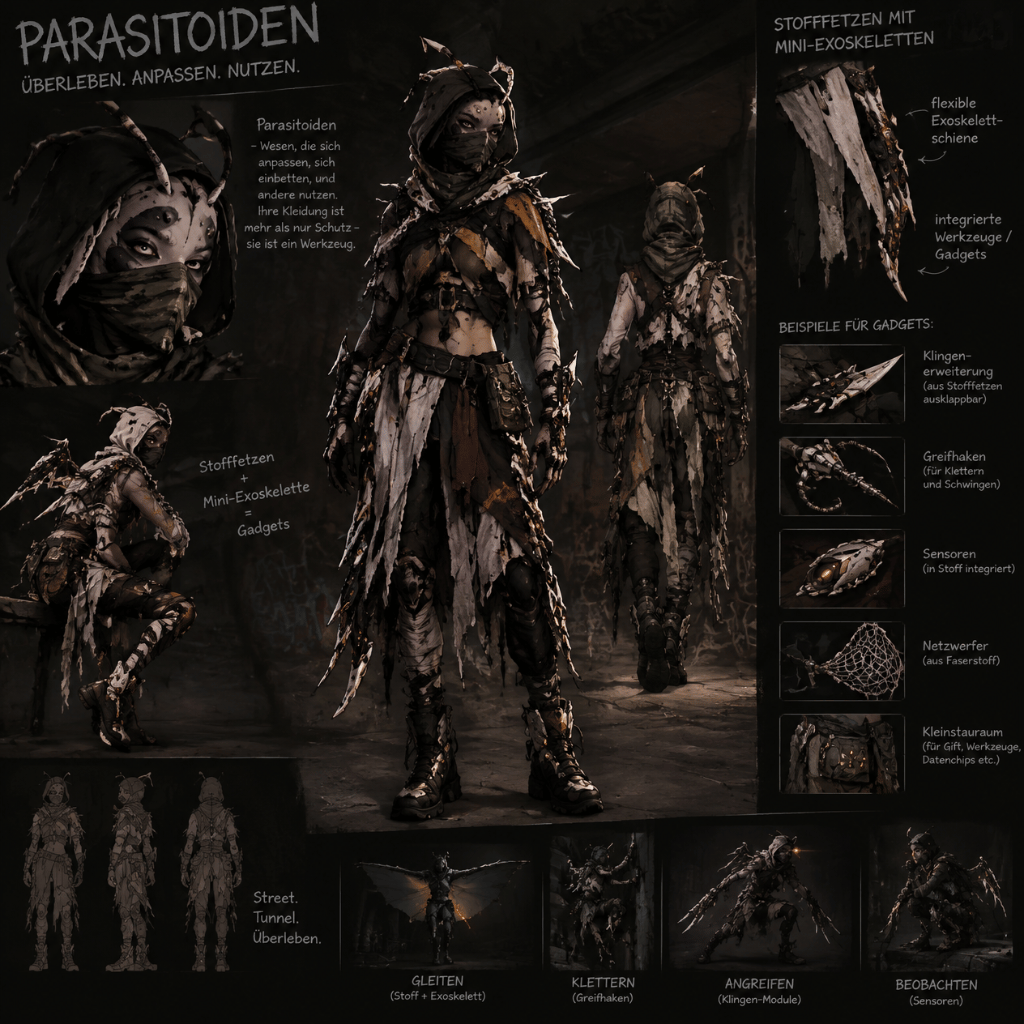 PARASITOIDEN
ÜBERLEBEN. ANPASSEN. NUTZEN.
Parasitoiden
– Wesen, die sich
anpassen, sich
einbetten, und
andere nutzen.
Ihre Kleidung ist
mehr als nur Schutz –
sie ist ein Werkzeug.
Stofffetzen
+
Mini-Exoskelette
=
Gadgets
STOFFFETZEN MIT
MINI-EXOSKELETTEN
flexible
Exoskelett-
schiene
integrierte
Werkzeuge /
Gadgets
BEISPIELE FÜR GADGETS:
Klingen-
erweiterung
(aus Stofffetzen
ausklappbar)
Greifhaken
(für Klettern
und Schwingen)
Sensoren
(in Stoff integriert)
Netzwerfer
(aus Faserstoff)
Kleinstauraum
(für Gift, Werkzeuge,
Datenchips etc.)
Street.
Tunnel.
Überleben.
GLEITEN
(Stoff + Exoskelett)
KLETTERN
(Greifhaken)
ANGREIFEN
(Klingen-Module)
BEOBACHTEN
(Sensoren)